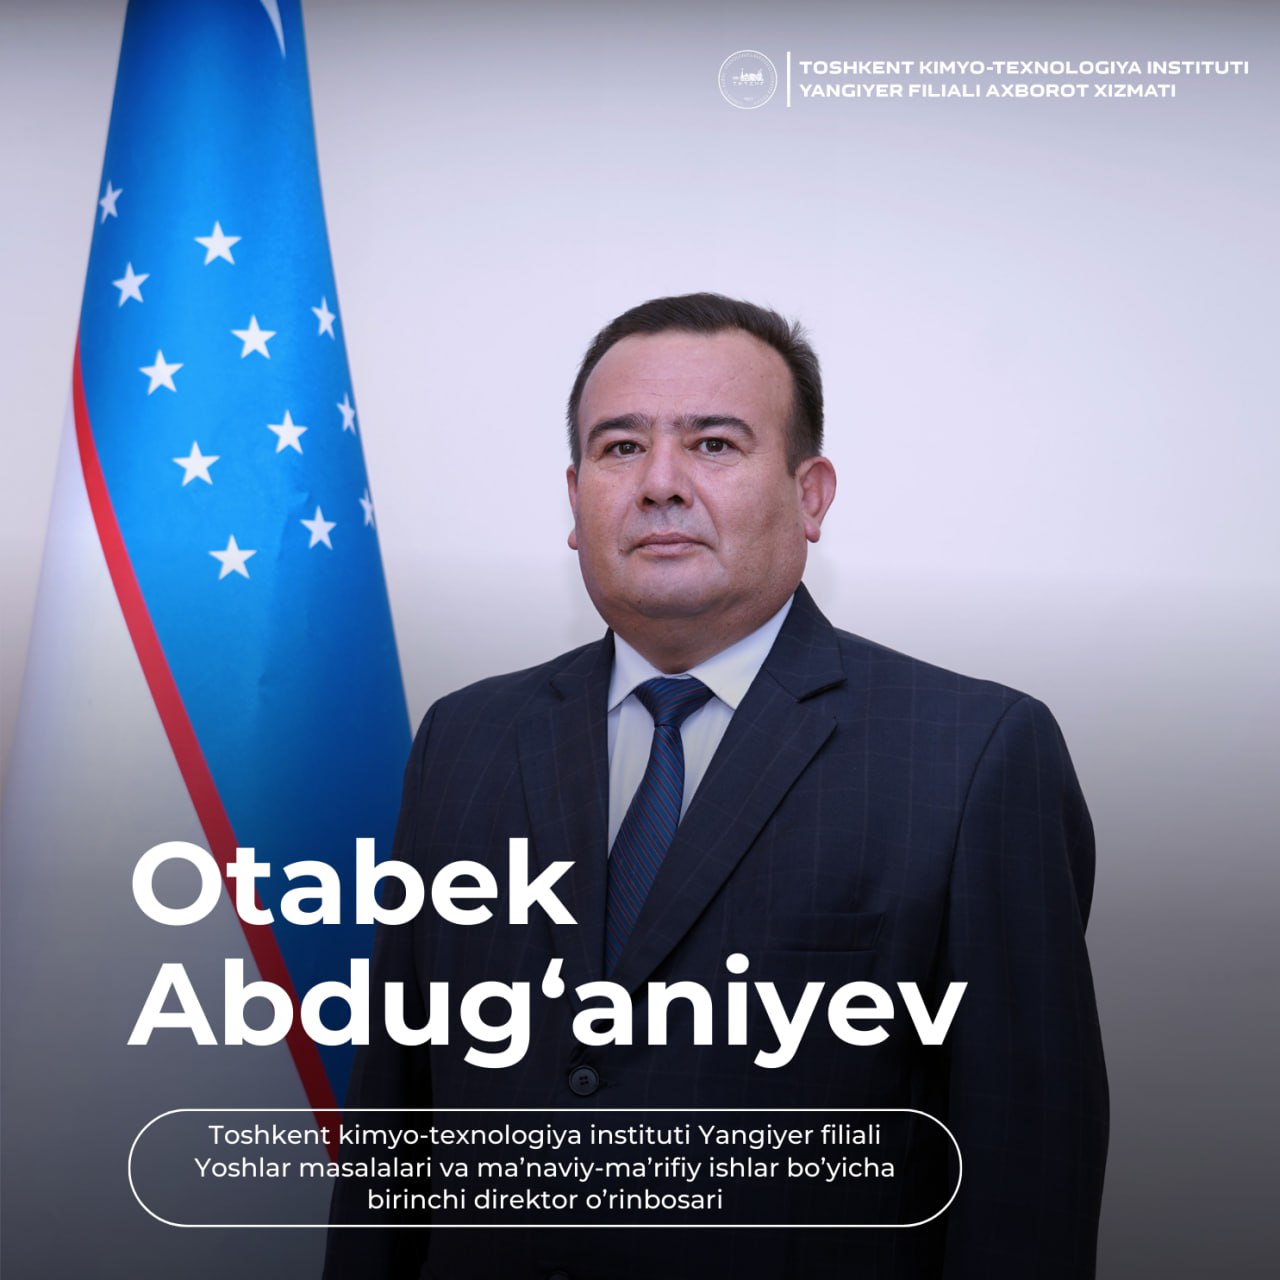 TOSHKENT KIMYO-TEXNOLOGIYA INSTITUTI
YANGIYER FILIALI AXBOROT XIZMATI
Otabek
Abdug‘aniyev
Toshkent kimyo-texnologiya instituti Yangiyer filiali
Yoshlar masalalari va ma’naviy-ma’rifiy ishlar bo’yicha
birinchi direktor o’rinbosari